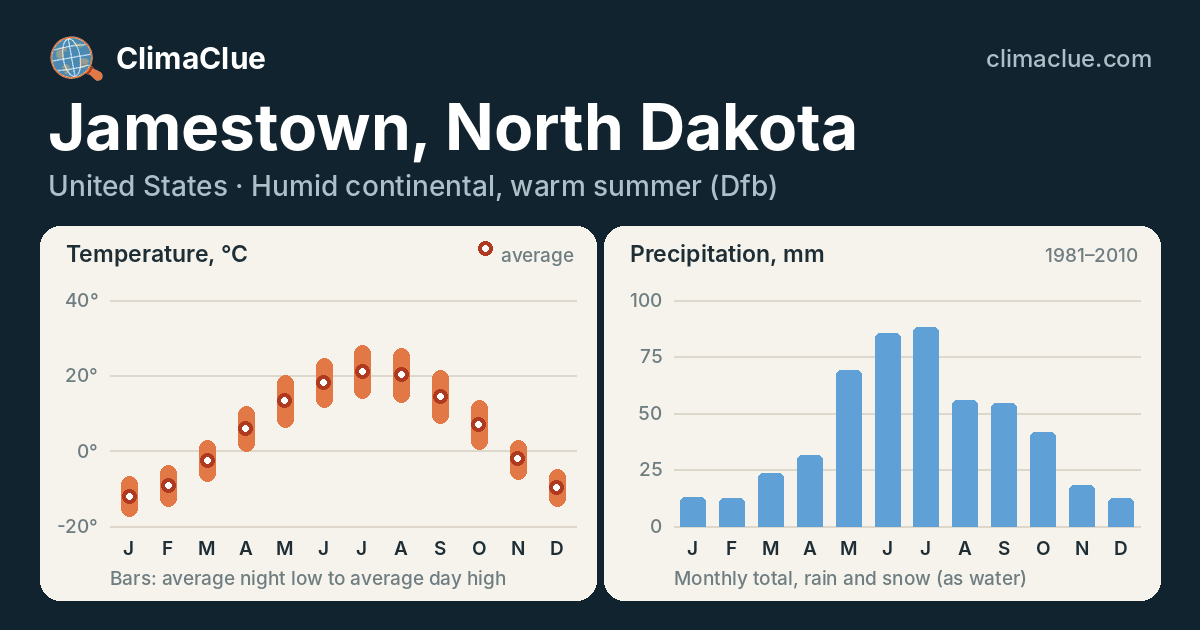 ClimaClue
climaclue.com
Jamestown, North Dakota
United States · Humid continental, warm summer (Dfb)
Temperature, °C
average
40°
20°
0°
-20°
J F M A M J J A S O N D
Bars: average night low to average day high
Precipitation, mm
1981–2010
100
75
50
25
0
J F M A M J J A S O N D
Monthly total, rain and snow (as water)